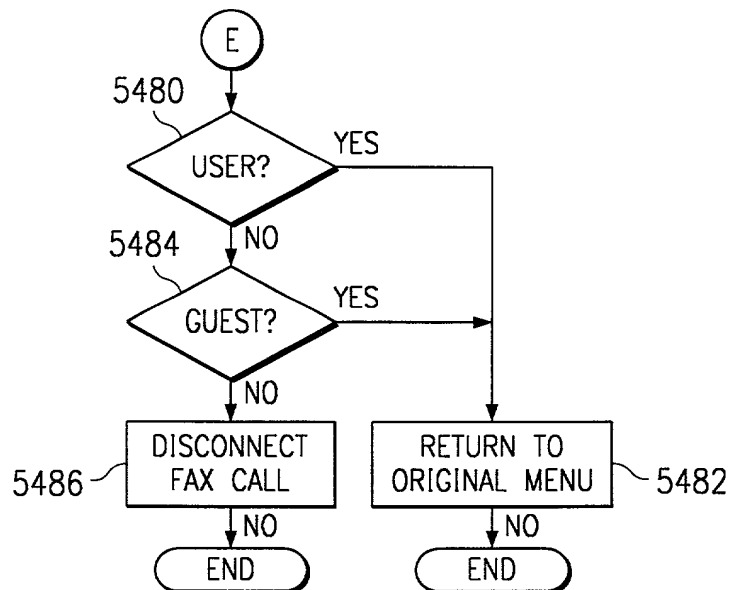 E
5480
USER?
YES
NO
5484
GUEST?
YES
NO
DISCONNECT
FAX CALL
5486
RETURN TO
ORIGINAL MENU
5482
NO
NO
END
END